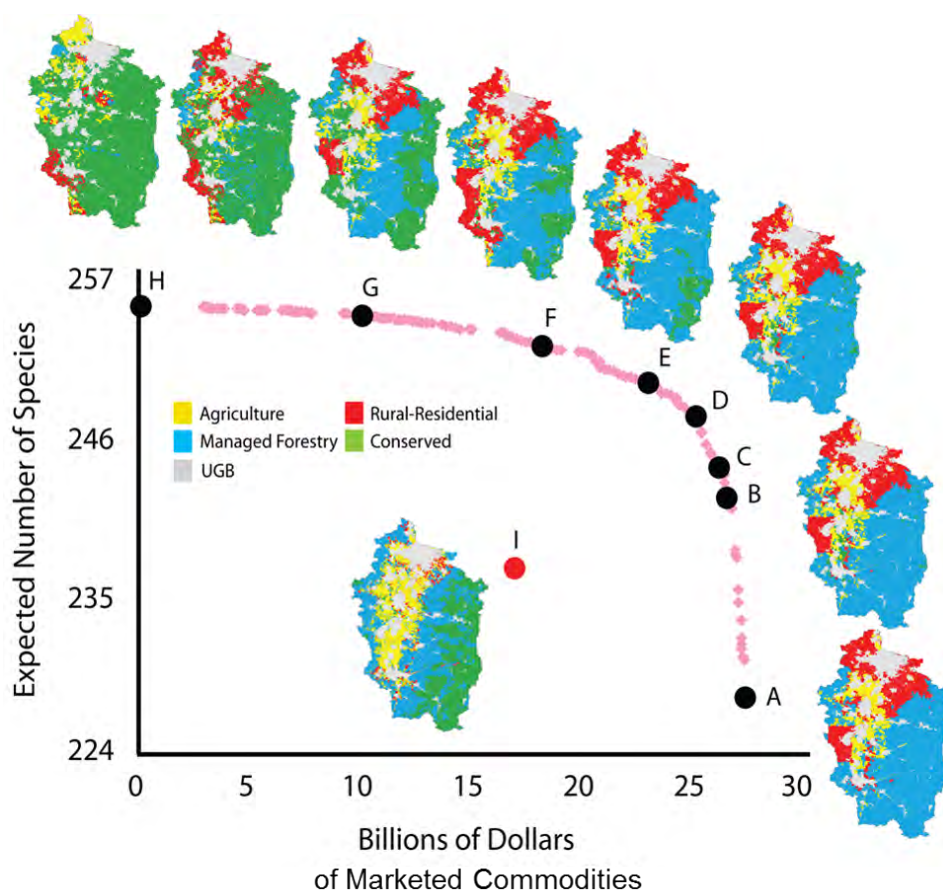 257
H
G
F
E
D
C
B
A
I
246
235
224
Expected Number of Species
Agriculture
Rural-Residential
Managed Forestry
Conserved
UGB
0
5
10
15
20
25
30
Billions of Dollars
of Marketed Commodities